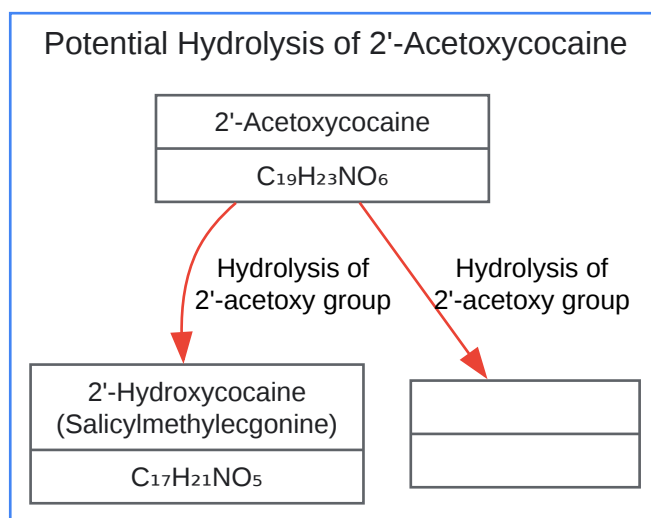 Potential Hydrolysis of 2'-Acetoxycocaine
2'-Acetoxycocaine
C₁₉H₂₃NO₆
Hydrolysis of
2'-acetoxy group
Hydrolysis of
2'-acetoxy group
2'-Hydroxycocaine
(Salicylmethylecgonine)
C₁₇H₂₁NO₅